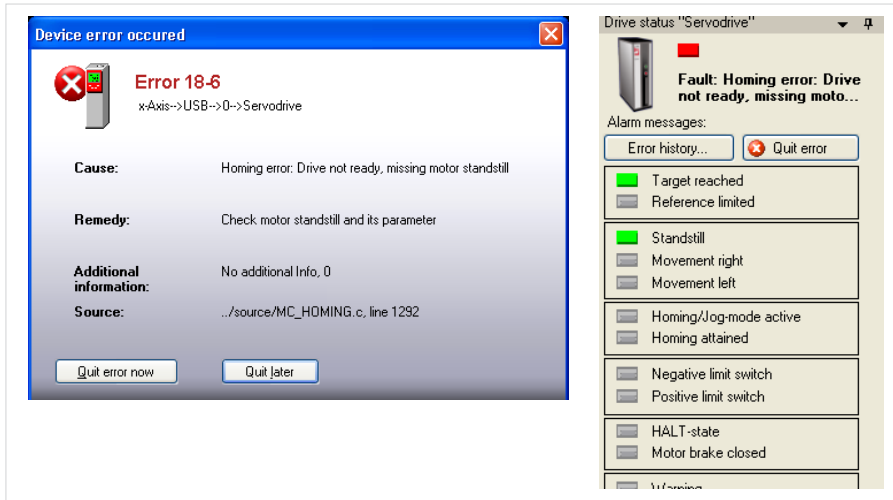 Device error occured
Error 18-6
x-Axis-->USB-->0-->Servodrive
Cause: Homing error: Drive not ready, missing motor standstill
Remedy: Check motor standstill and its parameter
Additional
information: No additional Info, 0
Source: ../source/MC_HOMING.c, line 1292
Quit error now Quit later
Drive status "Servodrive"
Fault: Homing error: Drive
not ready, missing moto...
Alarm messages:
Error history... Quit error
Target reached
Reference limited
Standstill
Movement right
Movement left
Homing/Jog-mode active
Homing attained
Negative limit switch
Positive limit switch
HALT-state
Motor brake closed